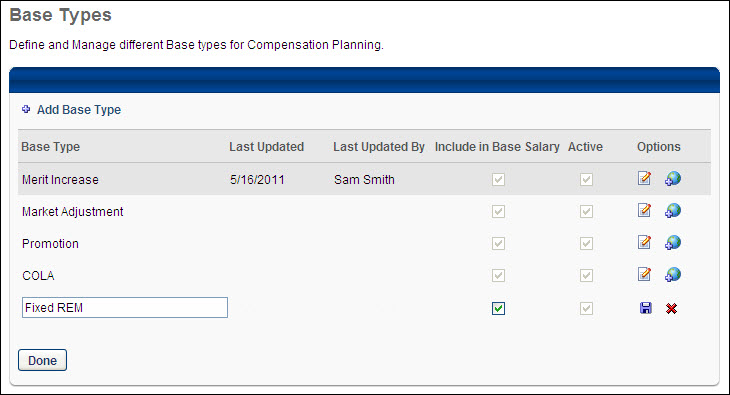 Base Types
Define and Manage different Base types for Compensation Planning.
Add Base Type
Base Type Last Updated Last Updated By Include in Base Salary Active Options
Merit Increase 5/16/2011 Sam Smith
Market Adjustment
Promotion
COLA
Fixed REM
Done